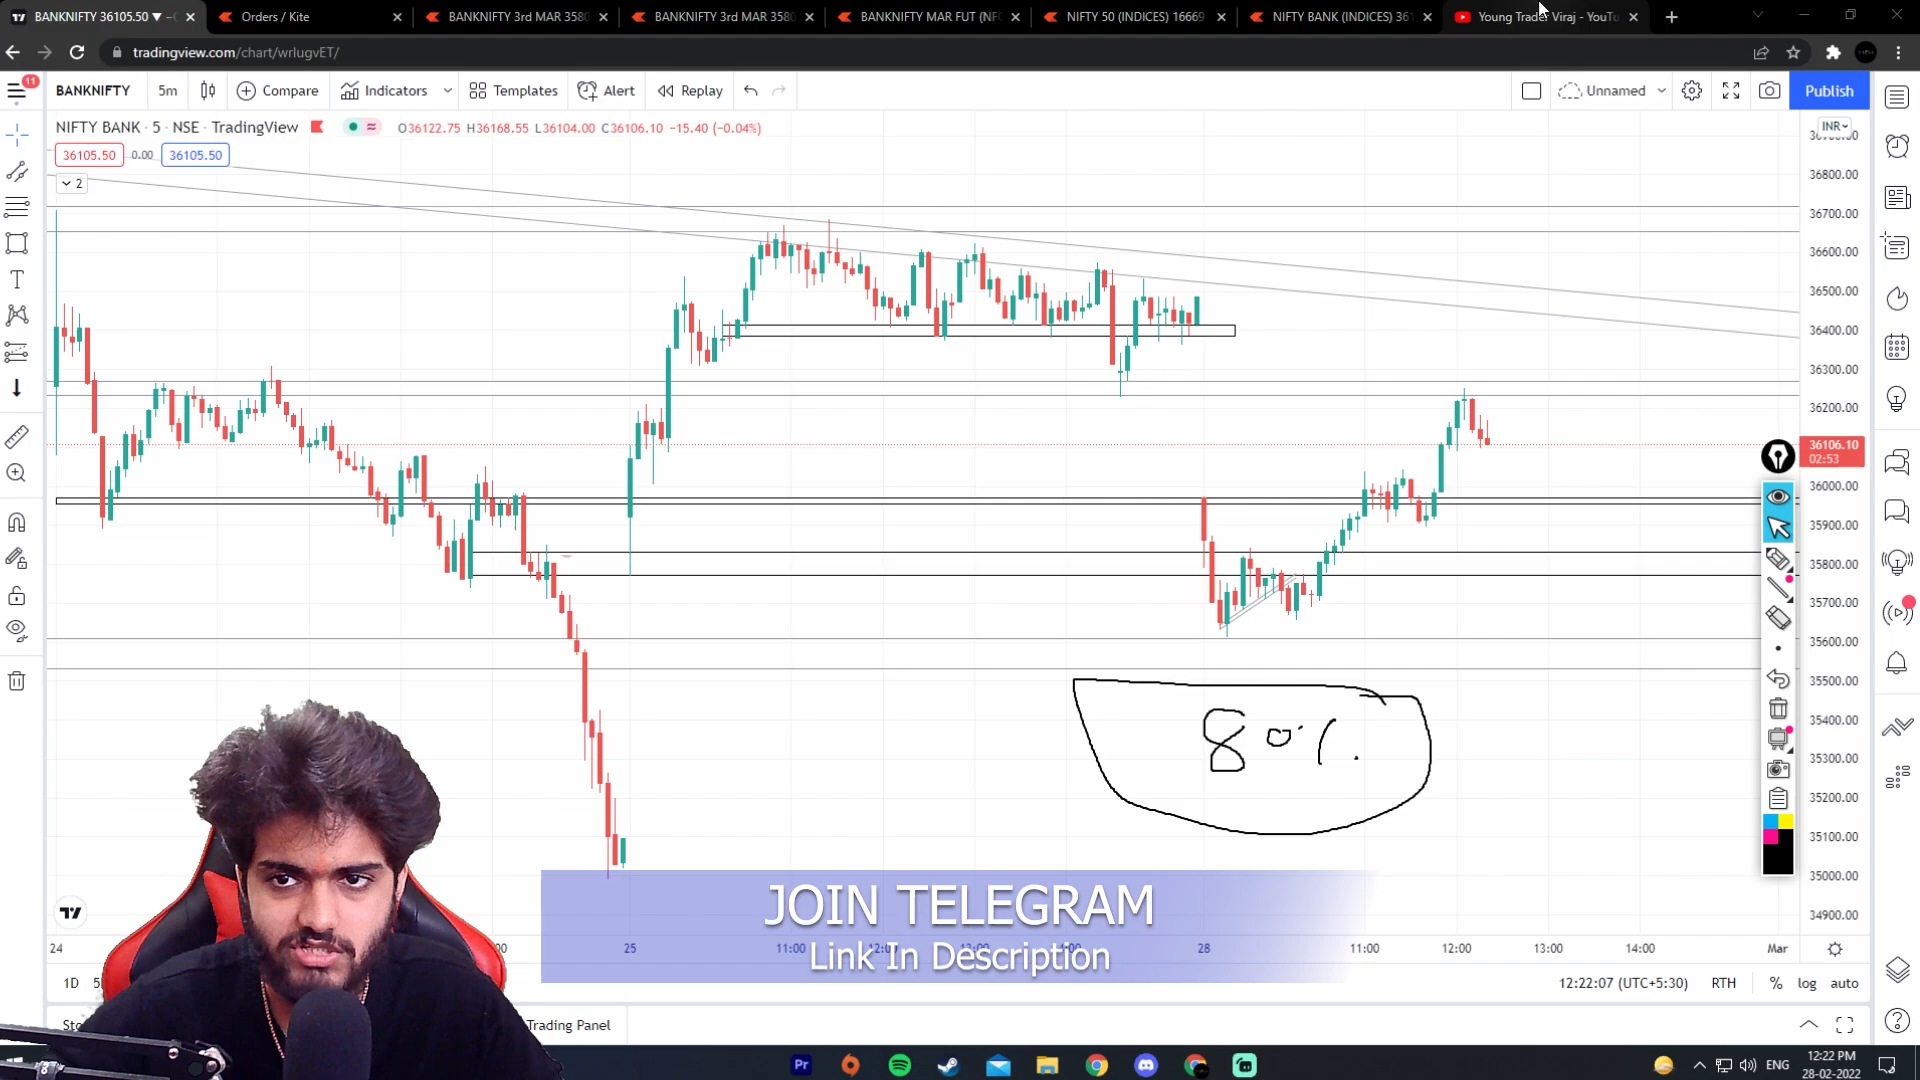 BANKNIFTY 36105.50 ▼
Orders / Kite
BANKNIFTY 3rd MAR 3580
BANKNIFTY 3rd MAR 3580
BANKNIFTY MAR FUT (NFO
NIFTY 50 (INDICES) 16669
NIFTY BANK (INDICES) 361
Young Trader Viraj - YouTu
tradingview.com/chart/wrlugvET/
11
BANKNIFTY
5m
Compare
Indicators
Templates
Alert
Replay
Unnamed
Publish
NIFTY BANK · 5 · NSE · TradingView
O36122.75 H36168.55 L36104.00 C36106.10 −15.40 (−0.04%)
INR
36105.50 0.00 36105.50
2
36800.00
36700.00
36600.00
36500.00
36400.00
36300.00
36200.00
36106.10
02:53
36000.00
35900.00
35800.00
35700.00
35600.00
35500.00
35400.00
35300.00
35200.00
35100.00
35000.00
34900.00
80%.
JOIN TELEGRAM
Link In Description
24
25
11:00
28
11:00
12:00
13:00
14:00
Mar
1D
12:22:07 (UTC+5:30)
RTH
%
log
auto
Trading Panel
Pr
ENG
12:22 PM
28-02-2022